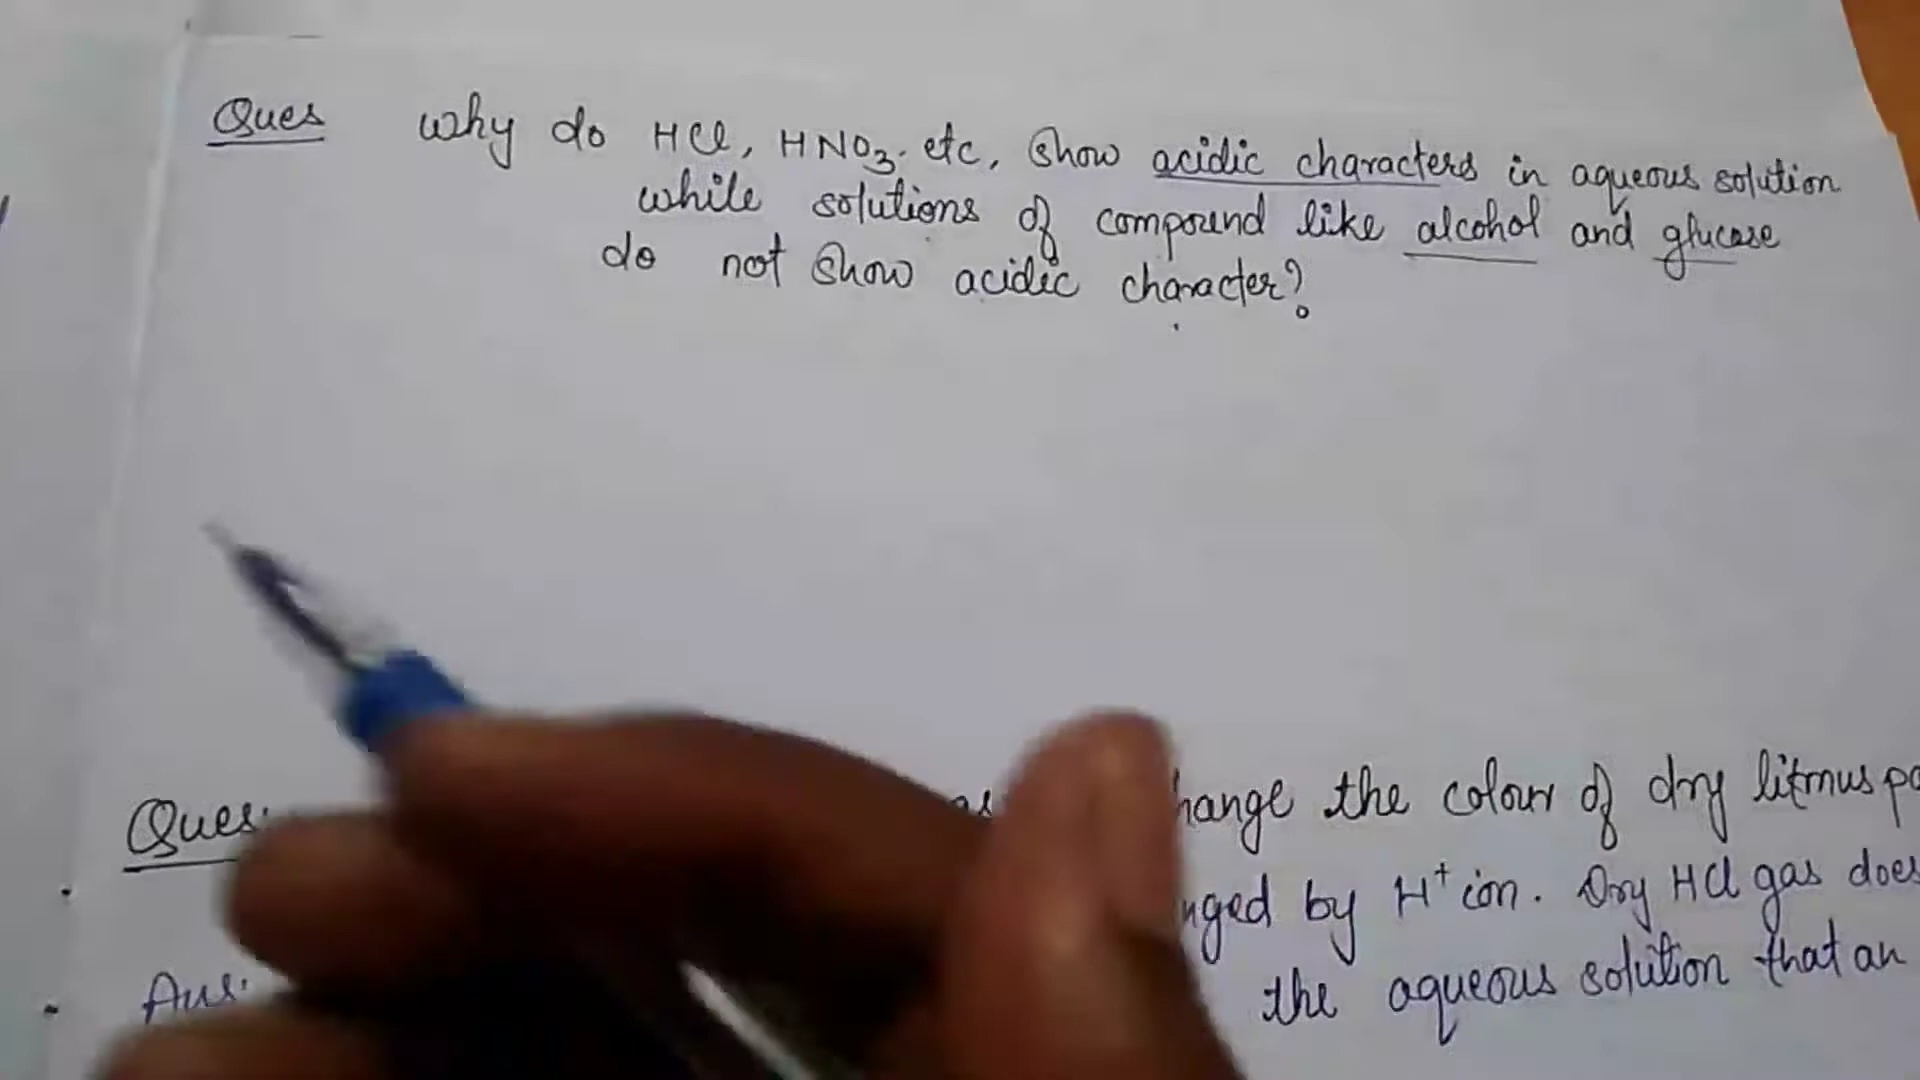 Ques why do HCl, HNO3. etc, show acidic characters in aqueous solution
while solutions of compound like alcohol and glucose
do not show acidic character?
Ques: hange the colour of dry litmus
nged by H+ ion. Dry HCl gas does
Ans: the aqueous solution that an